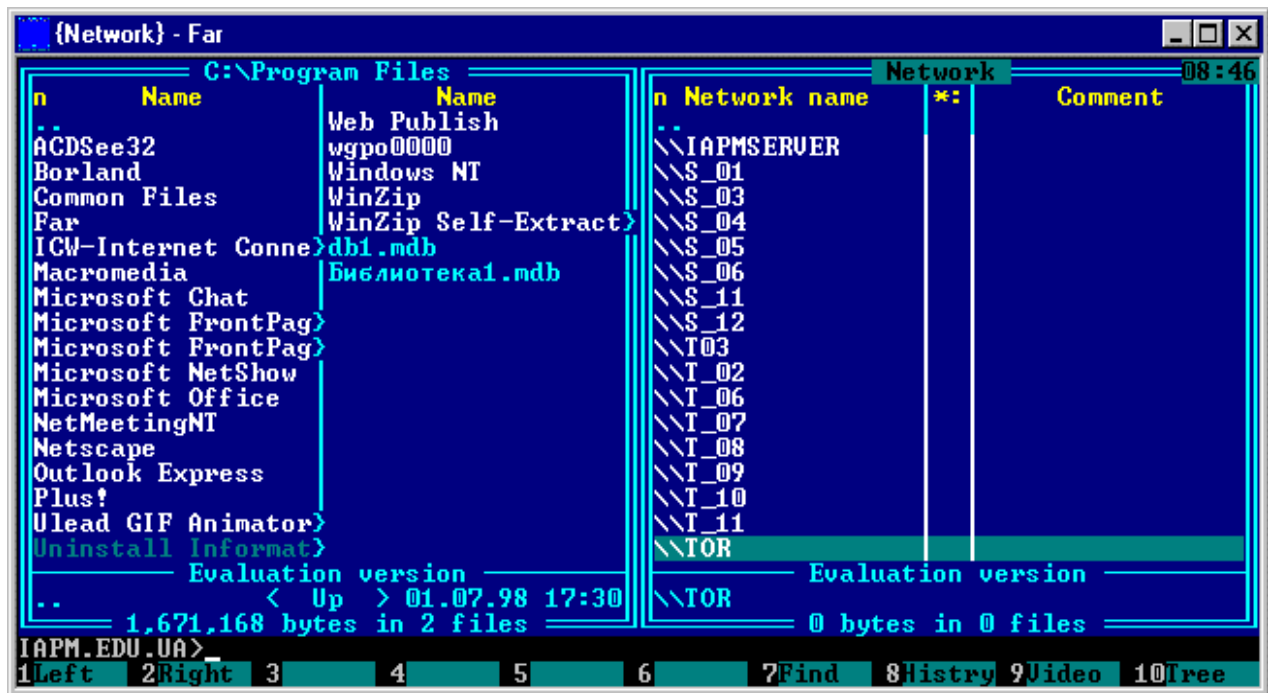 {Network} - Far
C:\Program Files
n Name Name
..
ACDSee32
Borland
Common Files
Far
ICW-Internet Conne}
Macromedia
Microsoft Chat
Microsoft FrontPag}
Microsoft FrontPag}
Microsoft NetShow
Microsoft Office
NetMeetingNT
Netscape
Outlook Express
Plus!
Ulead GIF Animator}
Uninstall Informat}
Web Publish
wgpo0000
Windows NT
WinZip
WinZip Self-Extract}
db1.mdb
Библиотека1.mdb
Evaluation version
.. < Up > 01.07.98 17:30
1,671,168 bytes in 2 files
Network 08:46
n Network name *: Comment
..
\\IAPMSERVER
\\S_01
\\S_03
\\S_04
\\S_05
\\S_06
\\S_11
\\S_12
\\T03
\\T_02
\\T_06
\\T_07
\\T_08
\\T_09
\\T_10
\\T_11
\\TOR
Evaluation version
\\TOR
0 bytes in 0 files
IAPM.EDU.UA>_
1Left 2Right 3 4 5 6 7Find 8Histry 9Video 10Tree